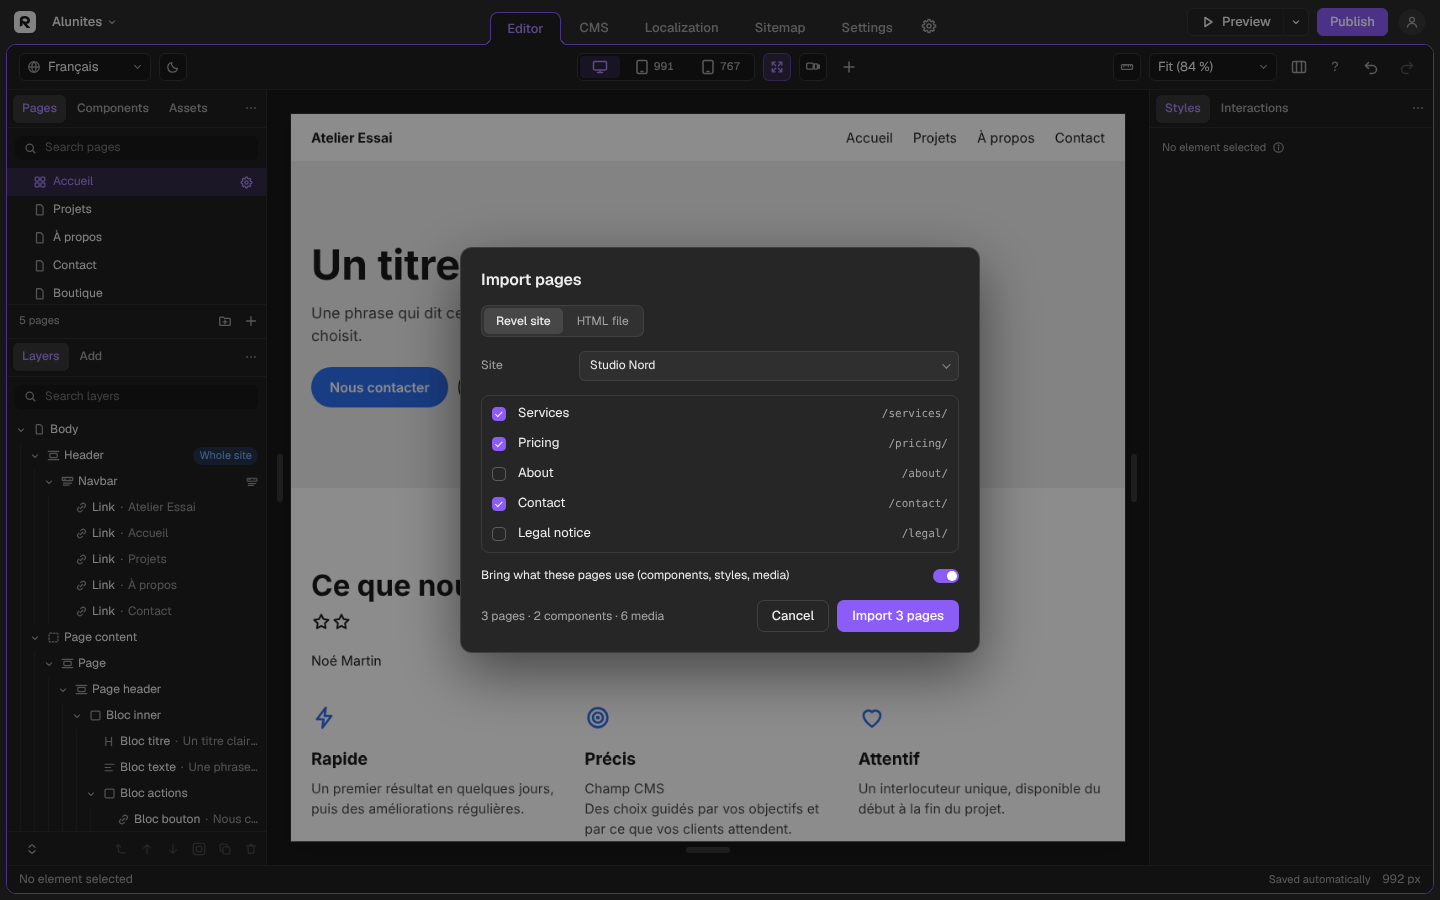 R
Alunites
Editor
CMS
Localization
Sitemap
Settings
Preview
Publish
Français
991
767
Fit (84 %)
?
Pages
Components
Assets
Search pages
Accueil
Projets
À propos
Contact
Boutique
5 pages
Layers
Add
Search layers
Body
Header
Whole site
Navbar
Link · Atelier Essai
Link · Accueil
Link · Projets
Link · À propos
Link · Contact
Page content
Page
Page header
Bloc inner
H Bloc titre · Un titre clair...
Bloc texte · Une phrase...
Bloc actions
Bloc bouton · Nous c...
No element selected
Atelier Essai
Accueil
Projets
À propos
Contact
Un titre
Une phrase qui dit ce
choisit.
Nous contacter
Ce que nou
Noé Martin
Rapide
Un premier résultat en quelques jours,
puis des améliorations régulières.
Précis
Champ CMS
Des choix guidés par vos objectifs et
par ce que vos clients attendent.
Attentif
Un interlocuteur unique, disponible du
début à la fin du projet.
Import pages
Revel site
HTML file
Site
Studio Nord
Services /services/
Pricing /pricing/
About /about/
Contact /contact/
Legal notice /legal/
Bring what these pages use (components, styles, media)
3 pages · 2 components · 6 media
Cancel
Import 3 pages
Styles
Interactions
No element selected
Saved automatically
992 px